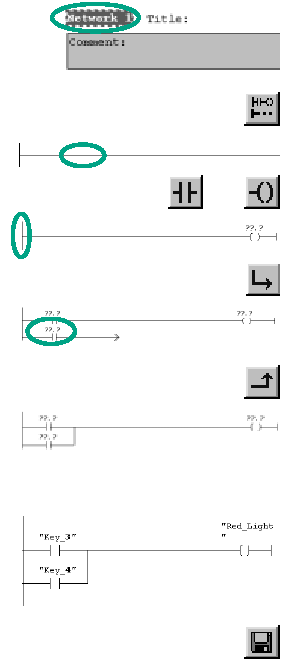 Network 1: Title:
Comment:
??.?
??.? ??.?
??.?
??.? ??.?
??.?
"Red_Light
"
"Key_3"
"Key_4"